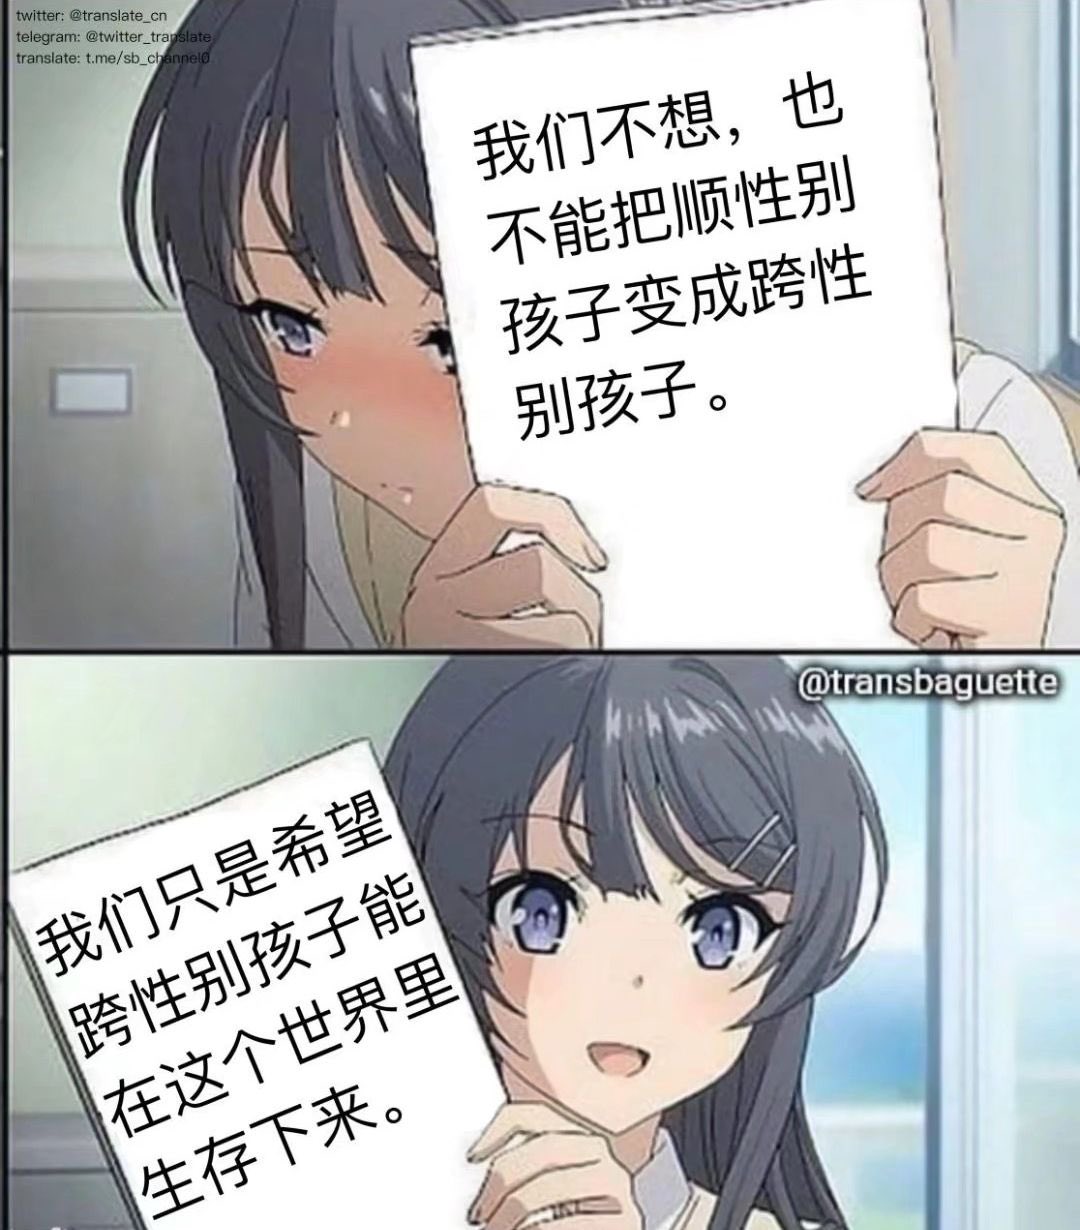 twitter: @translate_cn
telegram: @twitter_translate
translate: t.me/sb_channel0
我们不想，也
不能把顺性别
孩子变成跨性
别孩子。
@transbaguette
我们只是希望
跨性别孩子能
在这个世界里
生存下来。